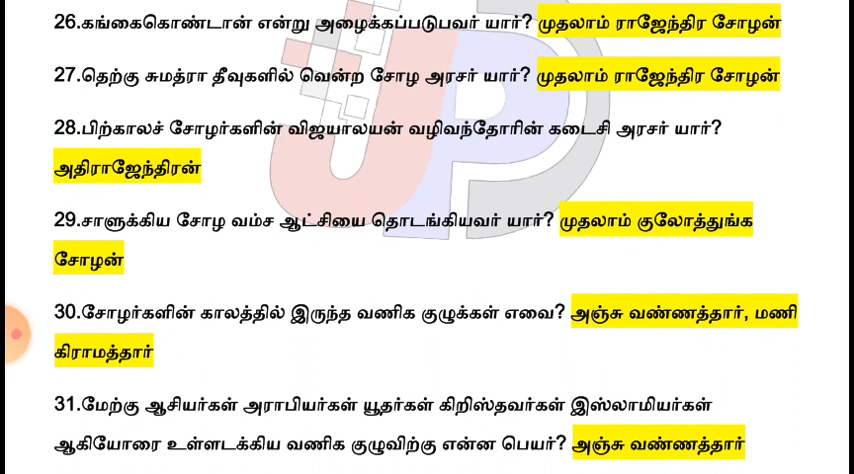 26.கங்கைகொண்டான் என்று அழைக்கப்படுபவர் யார்? முதலாம் ராஜேந்திர சோழன்
27.தெற்கு சுமத்ரா தீவுகளில் வென்ற சோழ அரசர் யார்? முதலாம் ராஜேந்திர சோழன்
28.பிற்காலச் சோழர்களின் விஜயாலயன் வழிவந்தோரின் கடைசி அரசர் யார்?
அதிராஜேந்திரன்
29.சாளுக்கிய சோழ வம்ச ஆட்சியை தொடங்கியவர் யார்? முதலாம் குலோத்துங்க
சோழன்
30.சோழர்களின் காலத்தில் இருந்த வணிக குழுக்கள் எவை? அஞ்சு வண்ணத்தார், மணி
கிராமத்தார்
31.மேற்கு ஆசியர்கள் அராபியர்கள் யூதர்கள் கிறிஸ்தவர்கள் இஸ்லாமியர்கள்
ஆகியோரை உள்ளடக்கிய வணிக குழுவிற்கு என்ன பெயர்? அஞ்சு வண்ணத்தார்